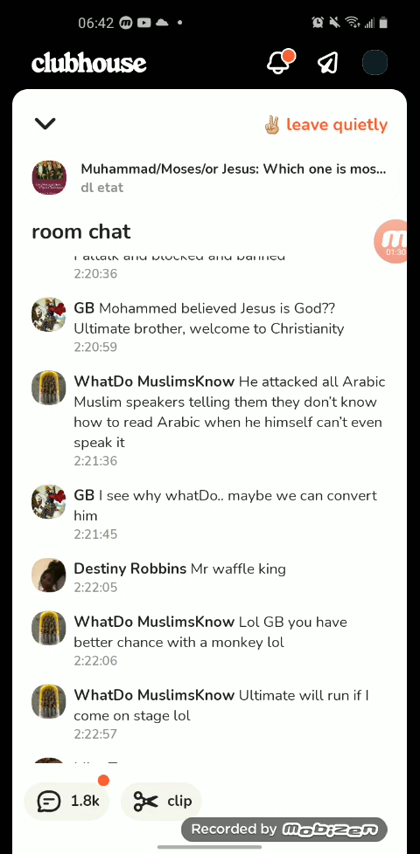 06:42
clubhouse
✌🏼 leave quietly
Muhammad/Moses/or Jesus: Which one is mos...
dl etat
room chat
01:30
2:20:36
GB Mohammed believed Jesus is God??
Ultimate brother, welcome to Christianity
2:20:59
WhatDo MuslimsKnow He attacked all Arabic
Muslim speakers telling them they don't know
how to read Arabic when he himself can't even
speak it
2:21:36
GB I see why whatDo.. maybe we can convert
him
2:21:45
Destiny Robbins Mr waffle king
2:22:05
WhatDo MuslimsKnow Lol GB you have
better chance with a monkey lol
2:22:06
WhatDo MuslimsKnow Ultimate will run if I
come on stage lol
2:22:57
1.8k
clip
Recorded by mobizen